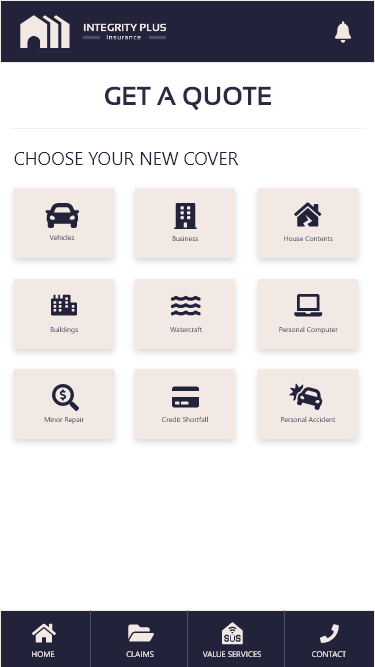 INTEGRITY PLUS
Insurance
GET A QUOTE
CHOOSE YOUR NEW COVER
Vehicles
Business
House Contents
Buildings
Watercraft
Personal Computer
$
Minor Repair
Credit Shortfall
Personal Accident
SUS
HOME
CLAIMS
VALUE SERVICES
CONTACT